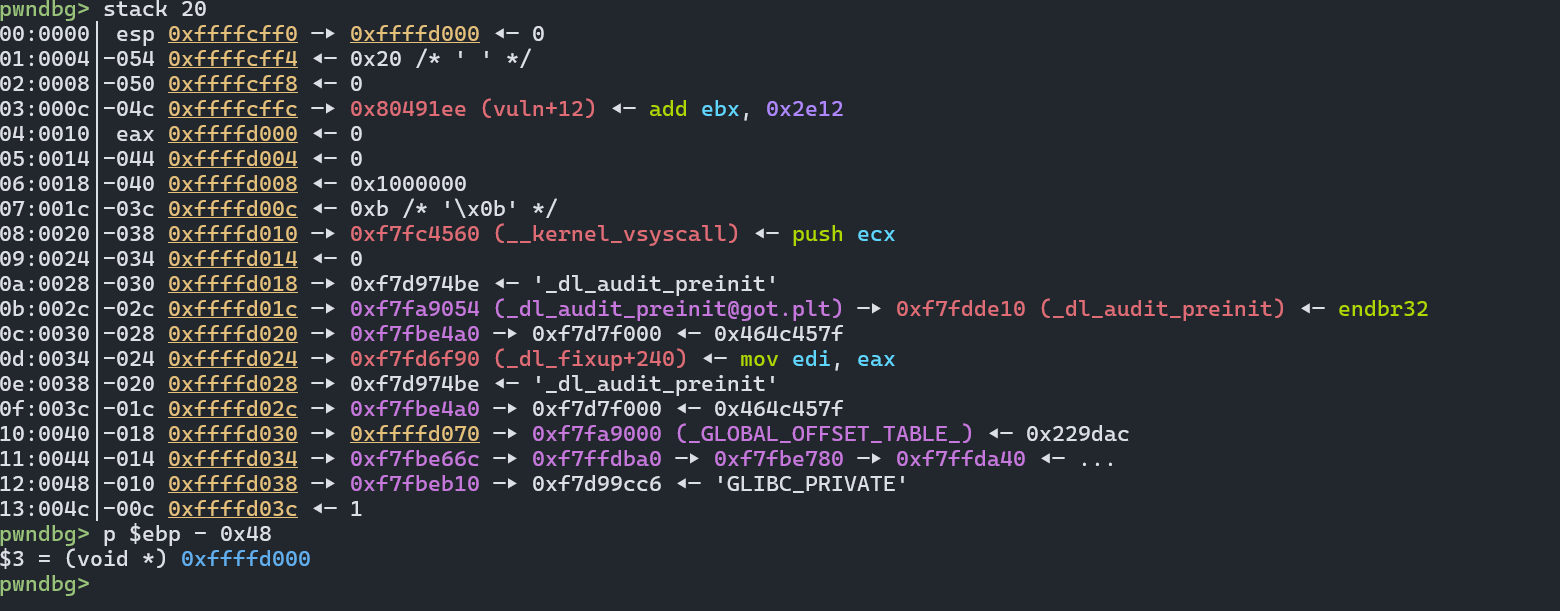 pwndbg> stack 20
00:0000│ esp 0xffffcff0 —▸ 0xffffd000 ◂— 0
01:0004│-054 0xffffcff4 ◂— 0x20 /* ' ' */
02:0008│-050 0xffffcff8 ◂— 0
03:000c│-04c 0xffffcffc —▸ 0x80491ee (vuln+12) ◂— add ebx, 0x2e12
04:0010│ eax 0xffffd000 ◂— 0
05:0014│-044 0xffffd004 ◂— 0
06:0018│-040 0xffffd008 ◂— 0x1000000
07:001c│-03c 0xffffd00c ◂— 0xb /* '\x0b' */
08:0020│-038 0xffffd010 —▸ 0xf7fc4560 (__kernel_vsyscall) ◂— push ecx
09:0024│-034 0xffffd014 ◂— 0
0a:0028│-030 0xffffd018 —▸ 0xf7d974be ◂— '_dl_audit_preinit'
0b:002c│-02c 0xffffd01c —▸ 0xf7fa9054 (_dl_audit_preinit@got.plt) —▸ 0xf7fdde10 (_dl_audit_preinit) ◂— endbr32
0c:0030│-028 0xffffd020 —▸ 0xf7fbe4a0 —▸ 0xf7d7f000 ◂— 0x464c457f
0d:0034│-024 0xffffd024 —▸ 0xf7fd6f90 (_dl_fixup+240) ◂— mov edi, eax
0e:0038│-020 0xffffd028 —▸ 0xf7d974be ◂— '_dl_audit_preinit'
0f:003c│-01c 0xffffd02c —▸ 0xf7fbe4a0 —▸ 0xf7d7f000 ◂— 0x464c457f
10:0040│-018 0xffffd030 —▸ 0xffffd070 —▸ 0xf7fa9000 (_GLOBAL_OFFSET_TABLE_) ◂— 0x229dac
11:0044│-014 0xffffd034 —▸ 0xf7fbe66c —▸ 0xf7ffdba0 —▸ 0xf7fbe780 —▸ 0xf7ffda40 ◂— ...
12:0048│-010 0xffffd038 —▸ 0xf7fbeb10 —▸ 0xf7d99cc6 ◂— 'GLIBC_PRIVATE'
13:004c│-00c 0xffffd03c ◂— 1
pwndbg> p $ebp - 0x48
$3 = (void *) 0xffffd000
pwndbg>